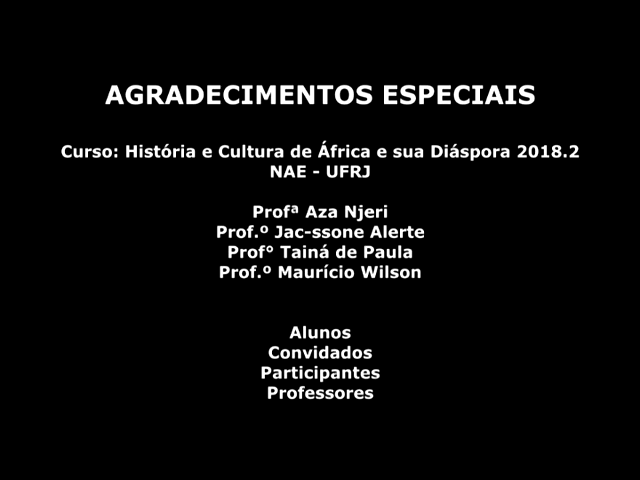 AGRADECIMENTOS ESPECIAIS
Curso: História e Cultura de África e sua Diáspora 2018.2
NAE - UFRJ
Profª Aza Njeri
Prof.º Jac-ssone Alerte
Prof° Tainá de Paula
Prof.º Maurício Wilson
Alunos
Convidados
Participantes
Professores